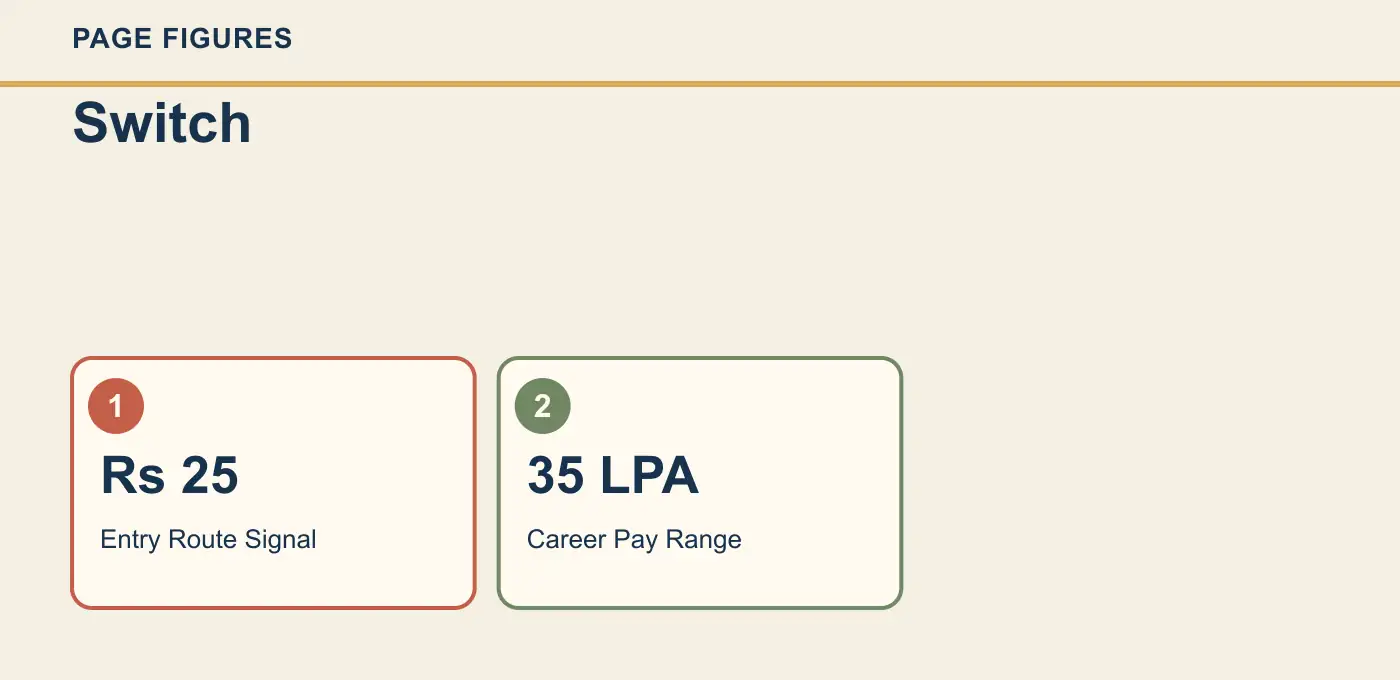 PAGE FIGURES
Switch
1
Rs 25
Entry Route Signal
2
35 LPA
Career Pay Range